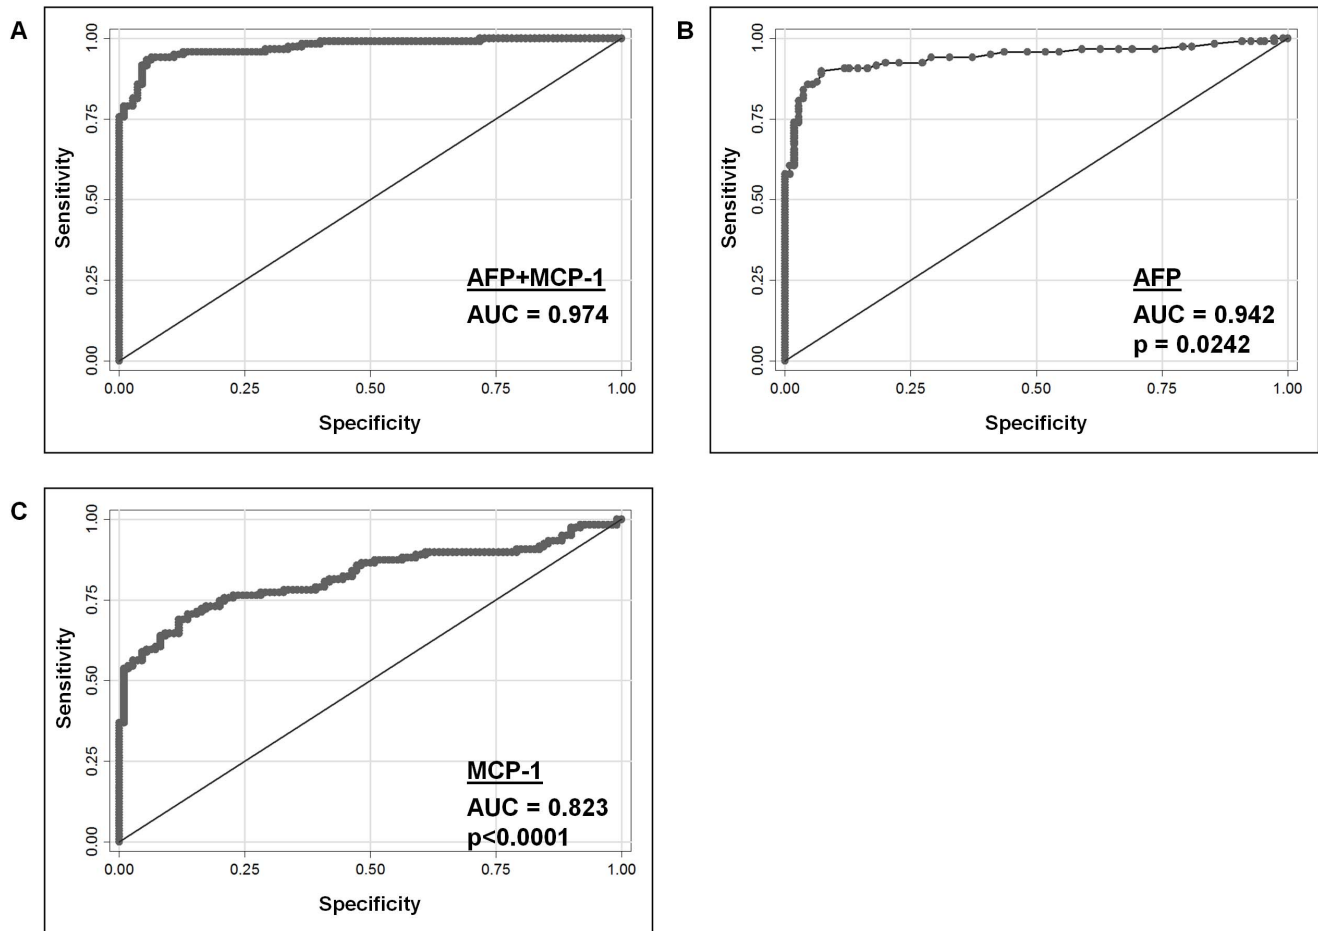 A
1.00
0.75
0.50
0.25
0.00
Sensitivity
AFP+MCP-1
AUC = 0.974
0.00 0.25 0.50 0.75 1.00
Specificity
B
1.00
0.75
0.50
0.25
0.00
Sensitivity
AFP
AUC = 0.942
p = 0.0242
0.00 0.25 0.50 0.75 1.00
Specificity
C
1.00
0.75
0.50
0.25
0.00
Sensitivity
MCP-1
AUC = 0.823
p<0.0001
0.00 0.25 0.50 0.75 1.00
Specificity